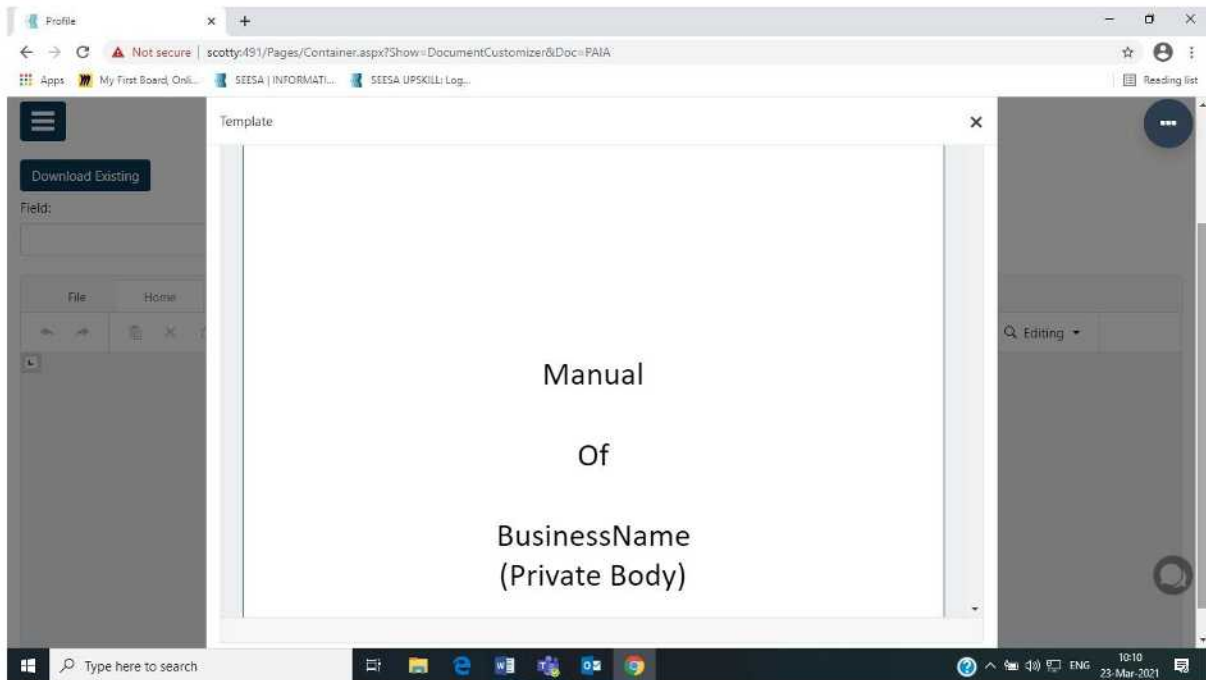 Profile
Not secure | scotty:491/Pages/Container.aspx?Show=DocumentCustomizer&Doc=PAIA
Apps My First Board, Onli... SEESA | INFORMATI... SEESA UPSKILL: Log... Reading list
Template
Download Existing
Field:
File Home
Editing
Manual
Of
BusinessName
(Private Body)
Type here to search
ENG
10:10
23-Mar-2021